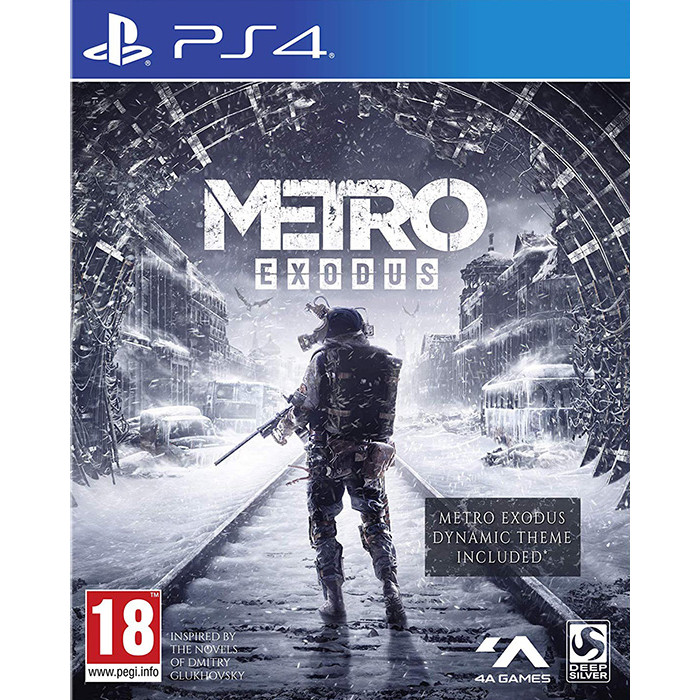 PS4
METRO
EXODUS
METRO EXODUS
DYNAMIC THEME
INCLUDED*
18
TM
www.pegi.info
INSPIRED BY
THE NOVELS
OF DMITRY
GLUKHOVSKY
4A GAMES
DEEP
SILVER